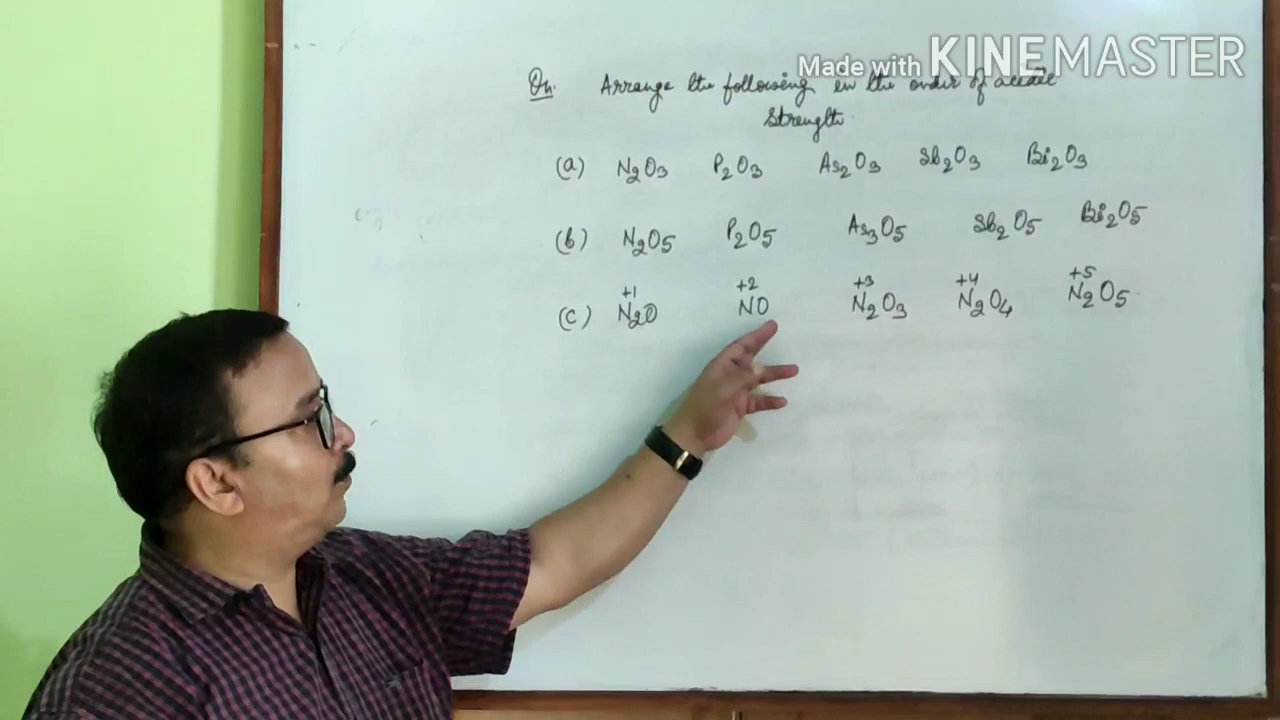 Made with KINEMASTER
Qn. Arrange the following in the order of acidic
Strength.
(a) N2O3 P2O3 As2O3 Sb2O3 Bi2O3
(b) N2O5 P2O5 As3O5 Sb2O5 Bi2O5
+1 +2 +3 +4 +5
(c) N2O NO N2O3 N2O4 N2O5